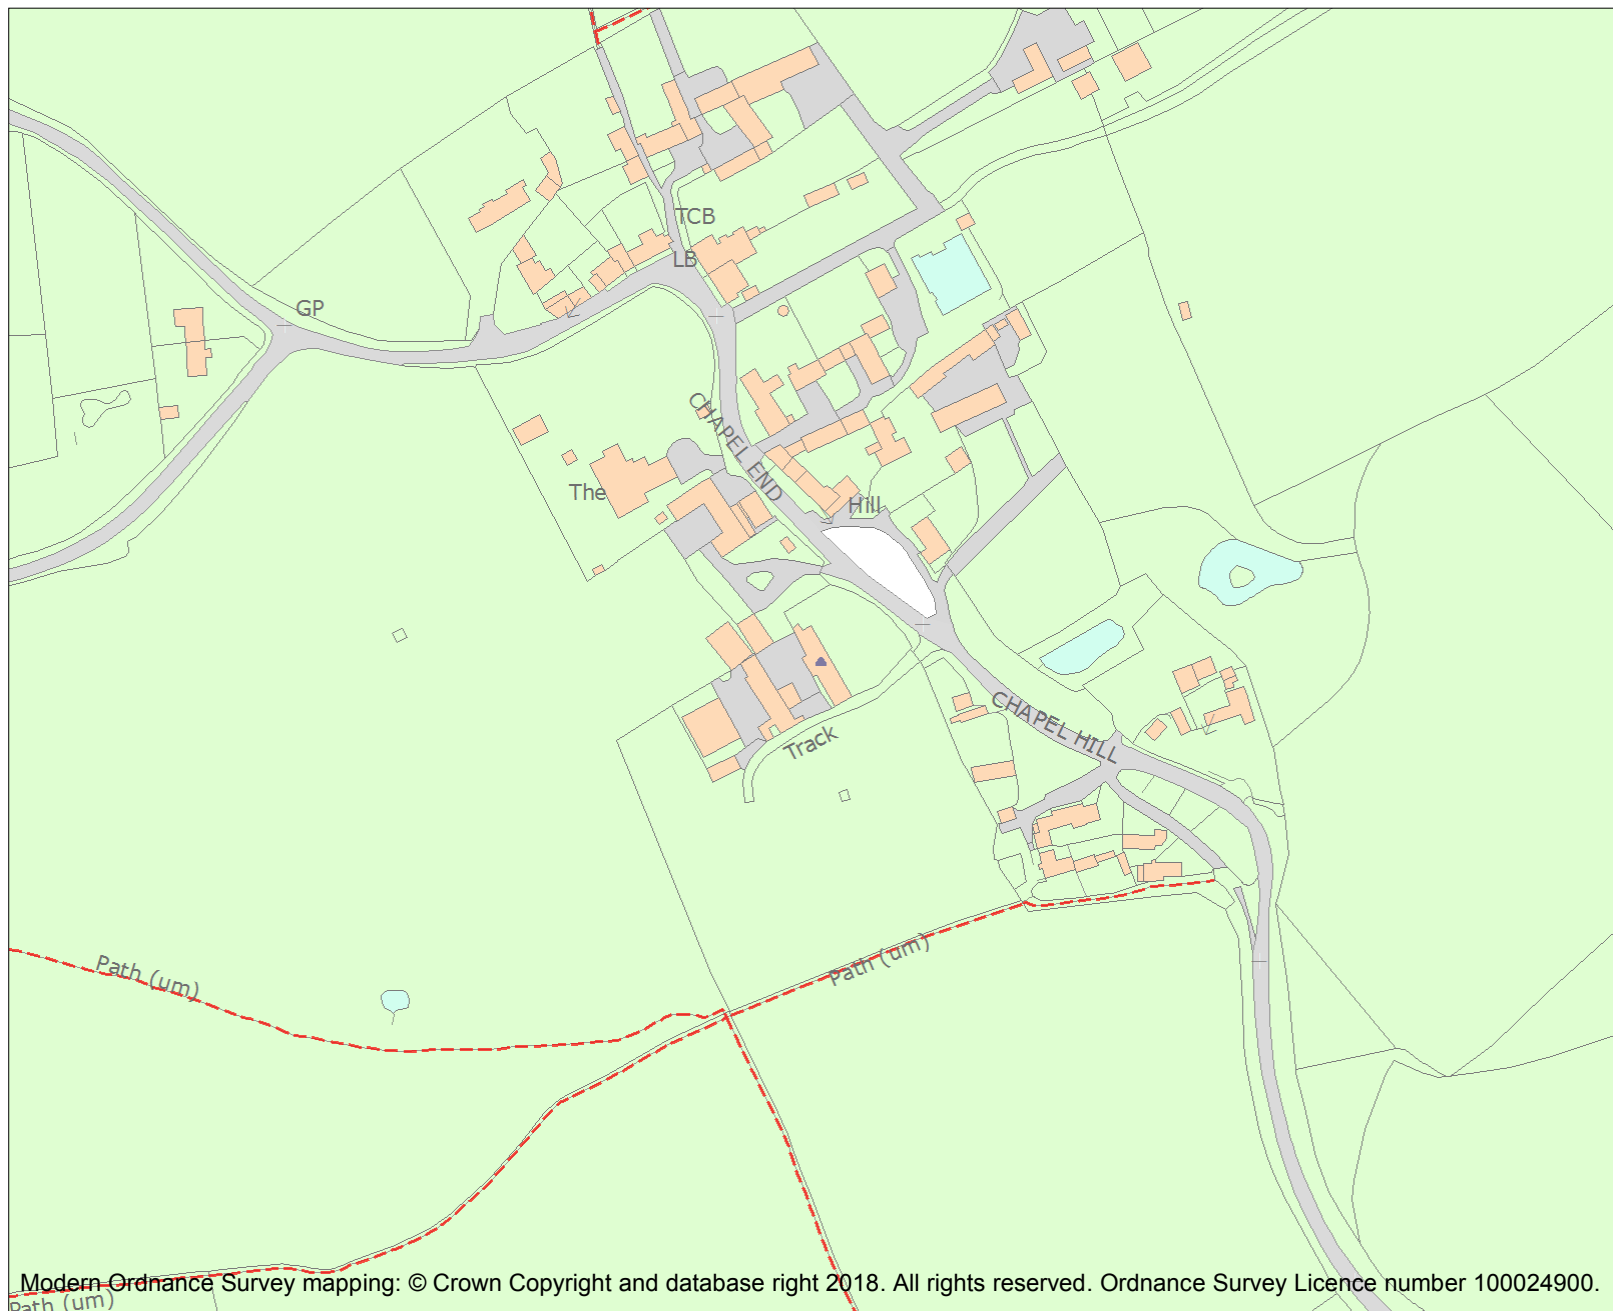 TCB
LB
GP
CHAPEL END
The
Hill
CHAPEL HILL
Track
Path (um)
Path (um)
Modern Ordnance Survey mapping: © Crown Copyright and database right 2018. All rights reserved. Ordnance Survey Licence number 100024900.
Path (um)